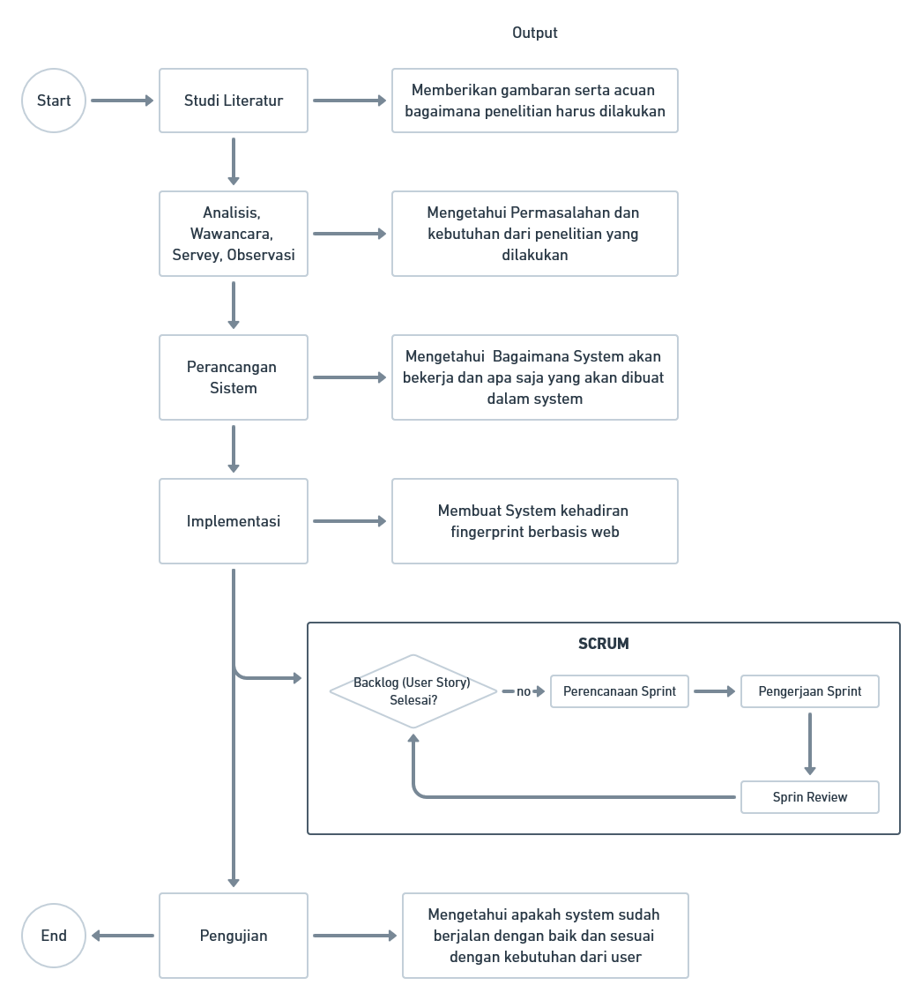 Output
Start
Studi Literatur
Memberikan gambaran serta acuan
bagaimana penelitian harus dilakukan
Analisis,
Wawancara,
Servey, Observasi
Mengetahui Permasalahan dan
kebutuhan dari penelitian yang
dilakukan
Perancangan
Sistem
Mengetahui  Bagaimana System akan
bekerja dan apa saja yang akan dibuat
dalam system
Implementasi
Membuat System kehadiran
fingerprint berbasis web
SCRUM
Backlog (User Story)
Selesai?
no
Perencanaan Sprint
Pengerjaan Sprint
Sprin Review
End
Pengujian
Mengetahui apakah system sudah
berjalan dengan baik dan sesuai
dengan kebutuhan dari user